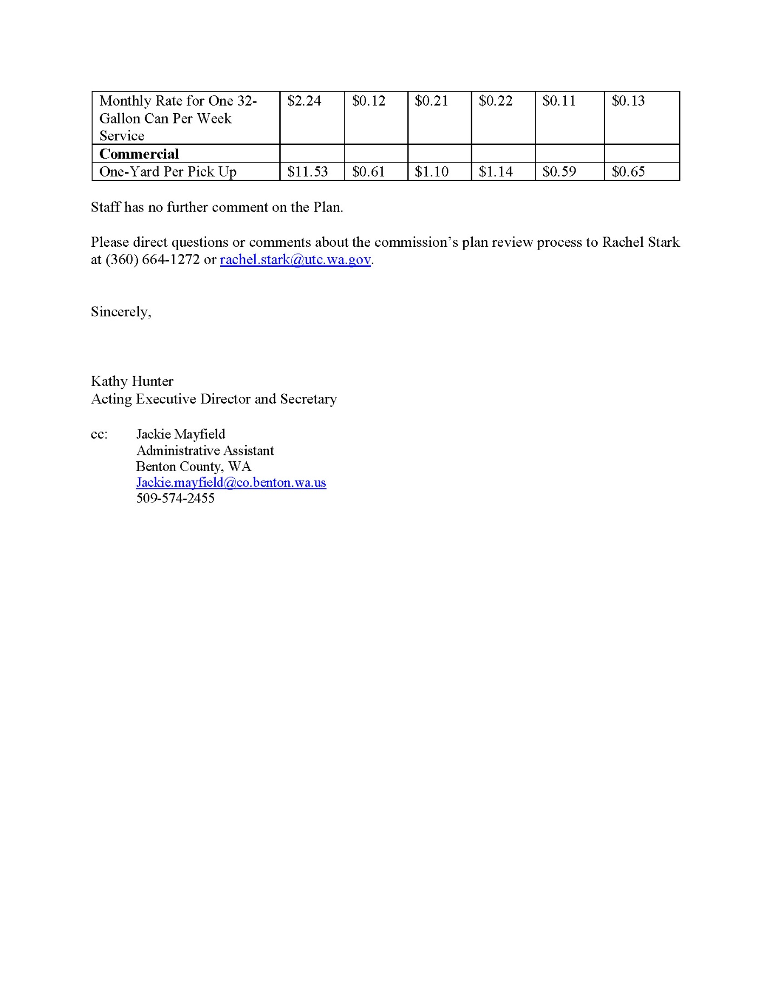 Monthly Rate for One 32- $2.24 $0.12 $0.21 $0.22 $0.11 $0.13
Gallon Can Per Week
Service
Commercial
One-Yard Per Pick Up $11.53 $0.61 $1.10 $1.14 $0.59 $0.65
Staff has no further comment on the Plan.
Please direct questions or comments about the commission’s plan review process to Rachel Stark
at (360) 664-1272 or rachel.stark@utc.wa.gov.
Sincerely,
Kathy Hunter
Acting Executive Director and Secretary
cc: Jackie Mayfield
Administrative Assistant
Benton County, WA
Jackie.mayfield@co.benton.wa.us
509-574-2455